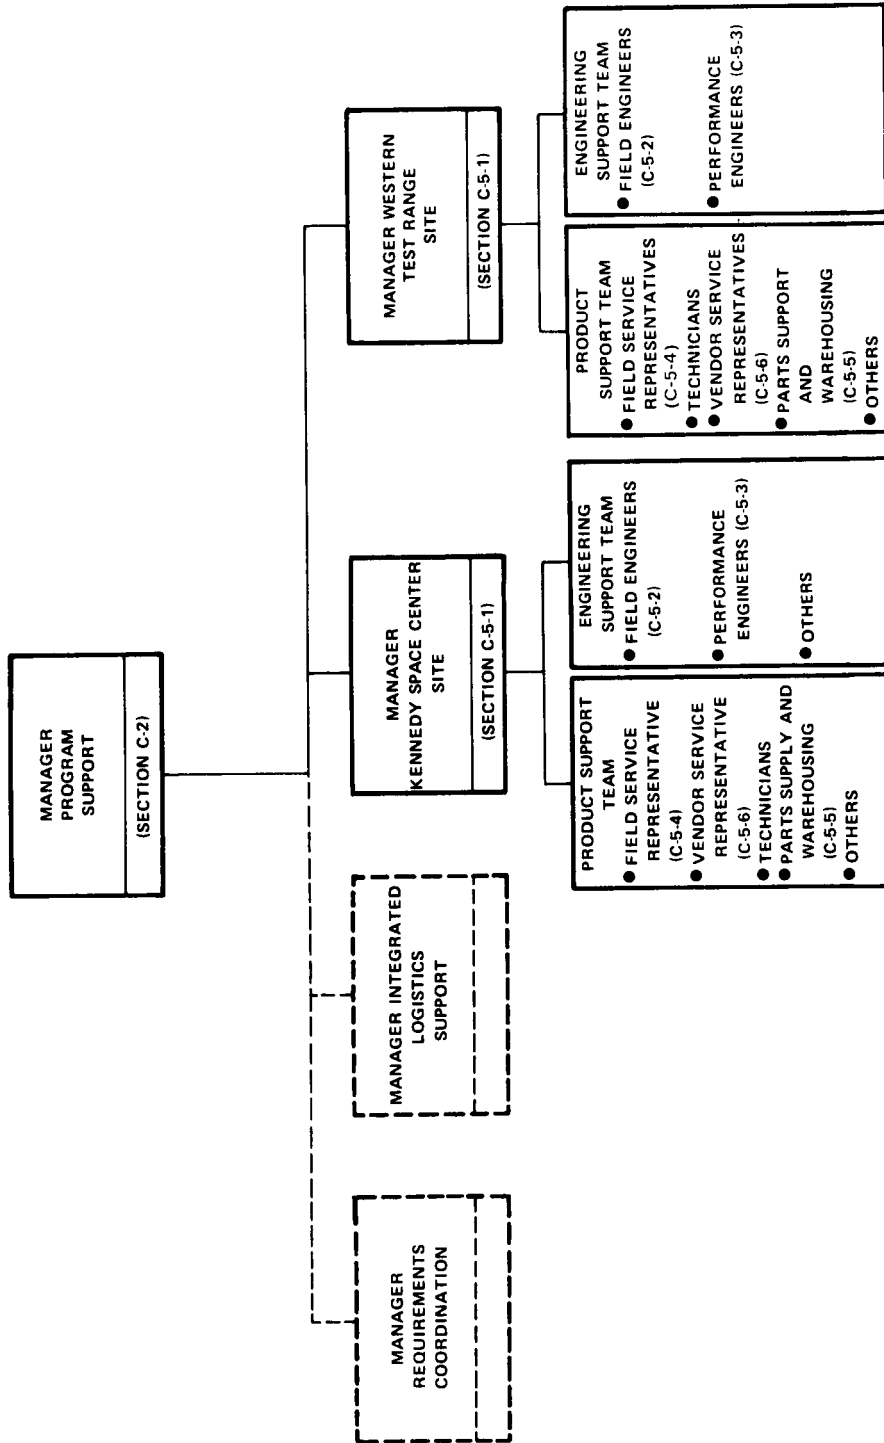 MANAGER
PROGRAM
SUPPORT
(SECTION C-2)
MANAGER
REQUIREMENTS
COORDINATION
MANAGER INTEGRATED
LOGISTICS
SUPPORT
MANAGER
KENNEDY SPACE CENTER
SITE
(SECTION C-5-1)
MANAGER WESTERN
TEST RANGE
SITE
(SECTION C-5-1)
PRODUCT SUPPORT
TEAM
● FIELD SERVICE
REPRESENTATIVE
(C-5-4)
● VENDOR SERVICE
REPRESENTATIVE
(C-5-6)
● TECHNICIANS
● PARTS SUPPLY AND
WAREHOUSING
(C-5-5)
● OTHERS
ENGINEERING
SUPPORT TEAM
● FIELD ENGINEERS
(C-5-2)
● PERFORMANCE
ENGINEERS (C-5-3)
● OTHERS
PRODUCT
SUPPORT TEAM
● FIELD SERVICE
REPRESENTATIVES
(C-5-4)
● TECHNICIANS
● VENDOR SERVICE
REPRESENTATIVES
(C-5-6)
● PARTS SUPPORT
AND
WAREHOUSING
(C-5-5)
● OTHERS
ENGINEERING
SUPPORT TEAM
● FIELD ENGINEERS
(C-5-2)
● PERFORMANCE
ENGINEERS (C-5-3)